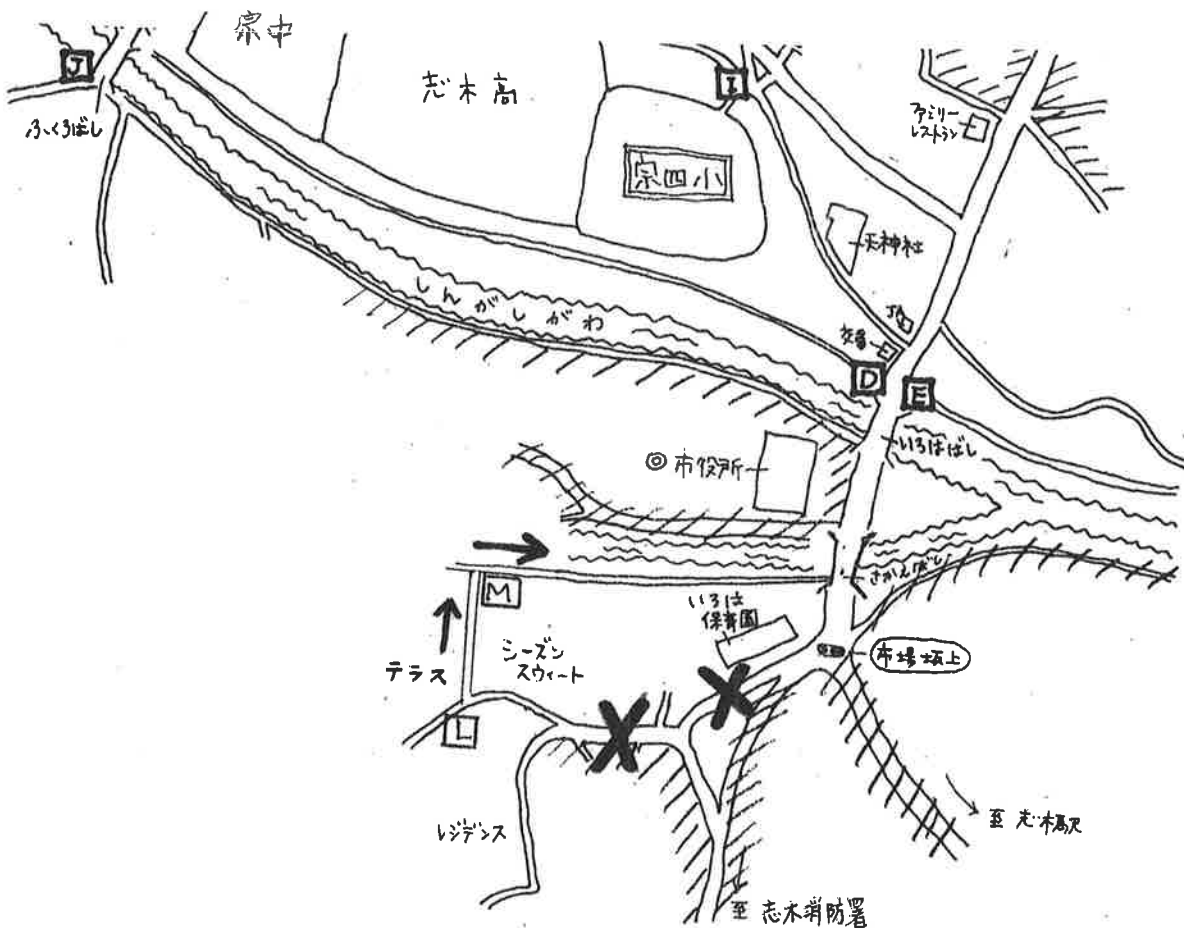 宗中
志木高
J
I
ふくろばし
ファミリー
レストラン
宗四小
天神社
しんがしがわ
JA
交番
D
E
いろはばし
◎市役所
さかえばし
M
いろは
保育園
市場坂上
シーズン
スウィート
テラス
L
レジデンス
至 志木駅
至 志木消防署